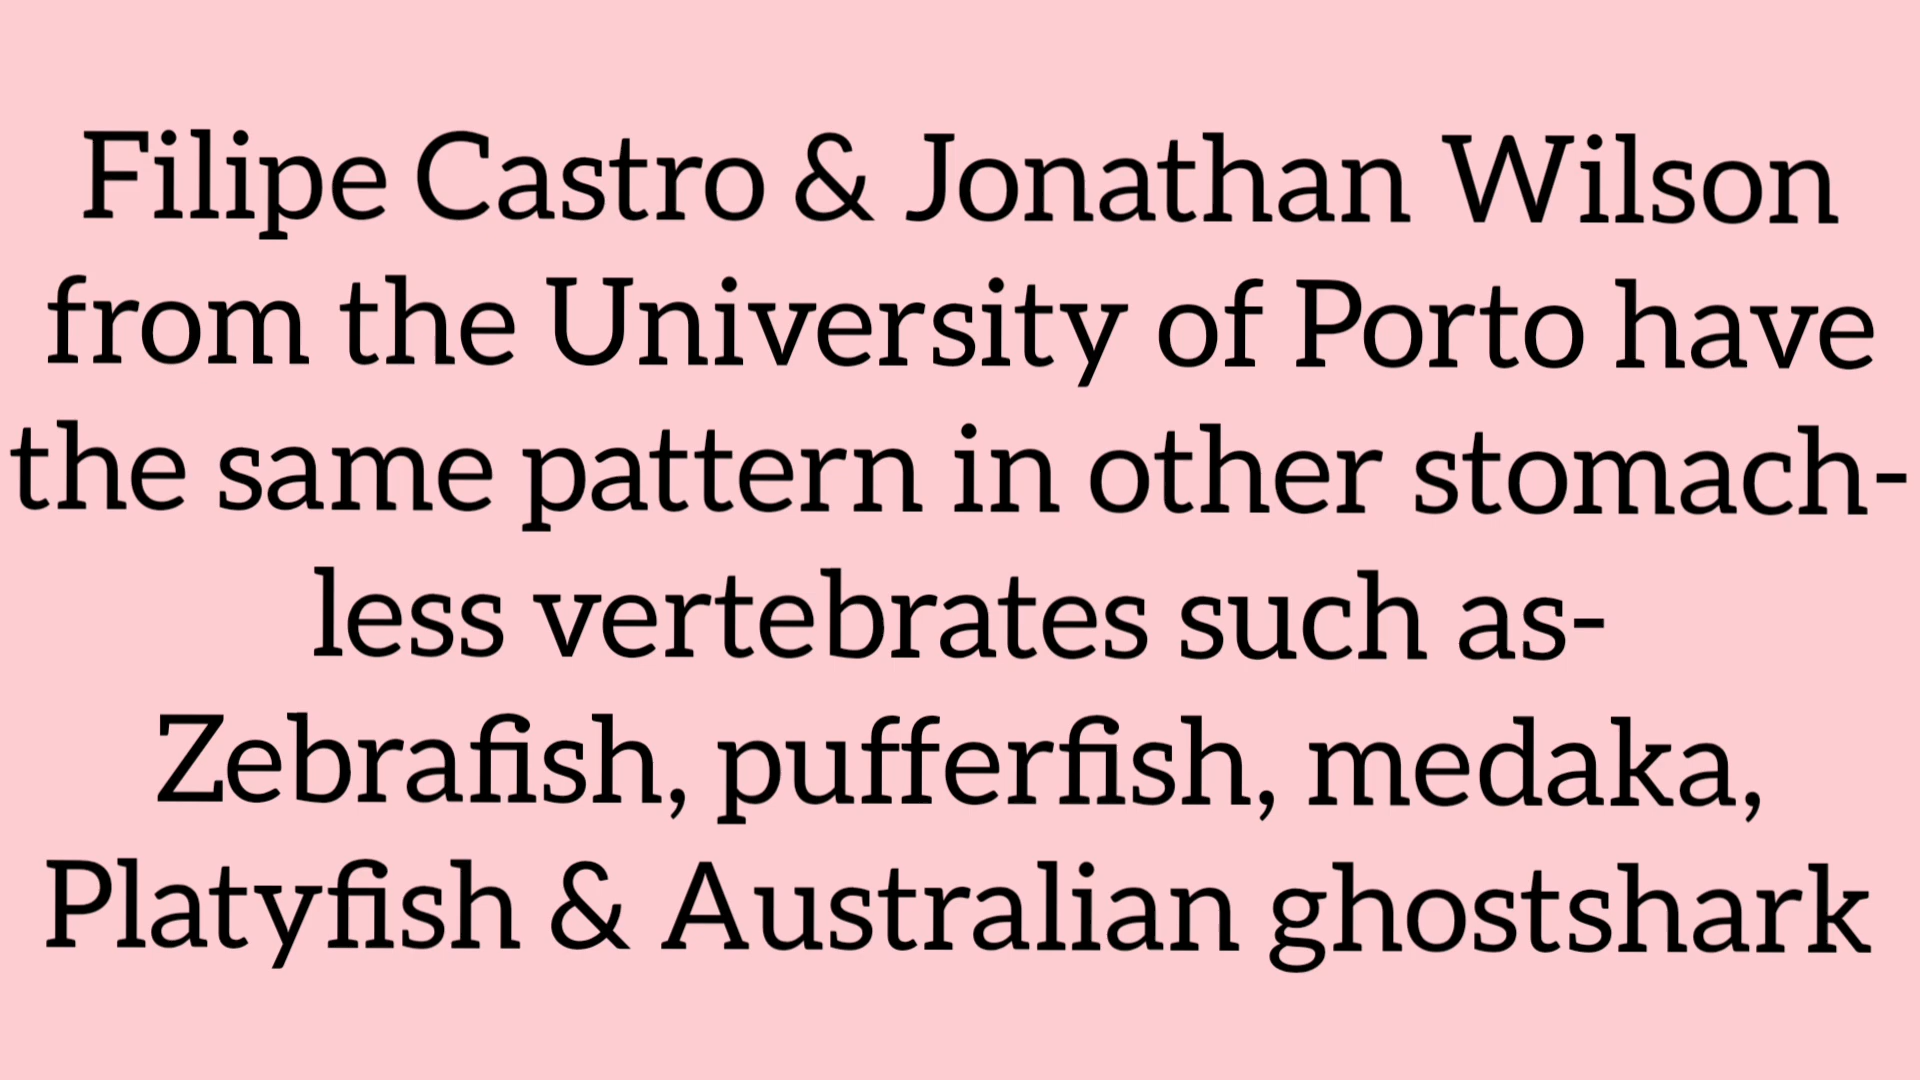 Filipe Castro & Jonathan Wilson
from the University of Porto have
the same pattern in other stomach-
less vertebrates such as-
Zebrafish, pufferfish, medaka,
Platyfish & Australian ghostshark